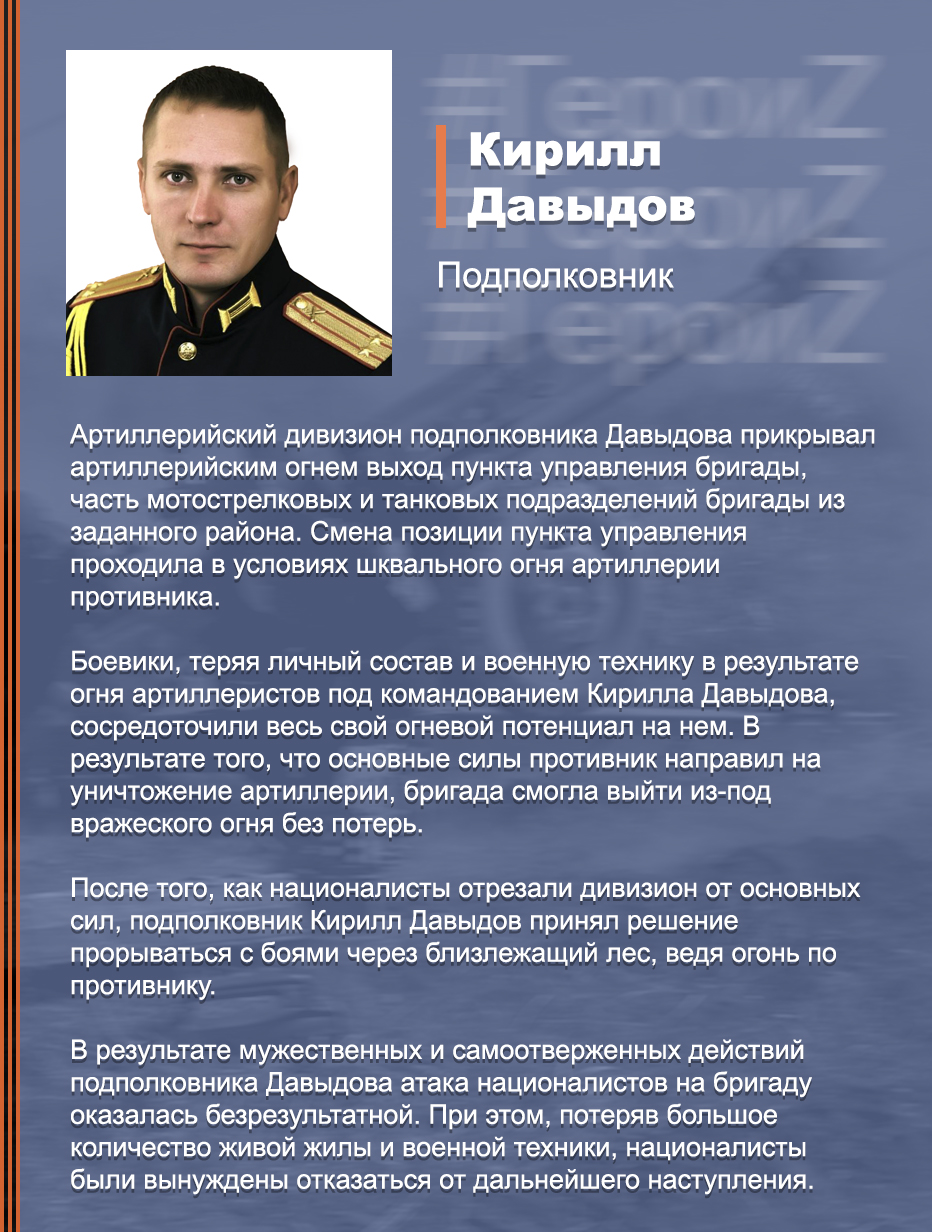 #ГероиZ
Кирилл
#ГероиZ
Давыдов
Подполковник
#ГероиZ
Артиллерийский дивизион подполковника Давыдова прикрывал
артиллерийским огнем выход пункта управления бригады,
часть мотострелковых и танковых подразделений бригады из
заданного района. Смена позиции пункта управления
проходила в условиях шквального огня артиллерии
противника.
Боевики, теряя личный состав и военную технику в результате
огня артиллеристов под командованием Кирилла Давыдова,
сосредоточили весь свой огневой потенциал на нем. В
результате того, что основные силы противник направил на
уничтожение артиллерии, бригада смогла выйти из-под
вражеского огня без потерь.
После того, как националисты отрезали дивизион от основных
сил, подполковник Кирилл Давыдов принял решение
прорываться с боями через близлежащий лес, ведя огонь по
противнику.
В результате мужественных и самоотверженных действий
подполковника Давыдова атака националистов на бригаду
оказалась безрезультатной. При этом, потеряв большое
количество живой жилы и военной техники, националисты
были вынуждены отказаться от дальнейшего наступления.